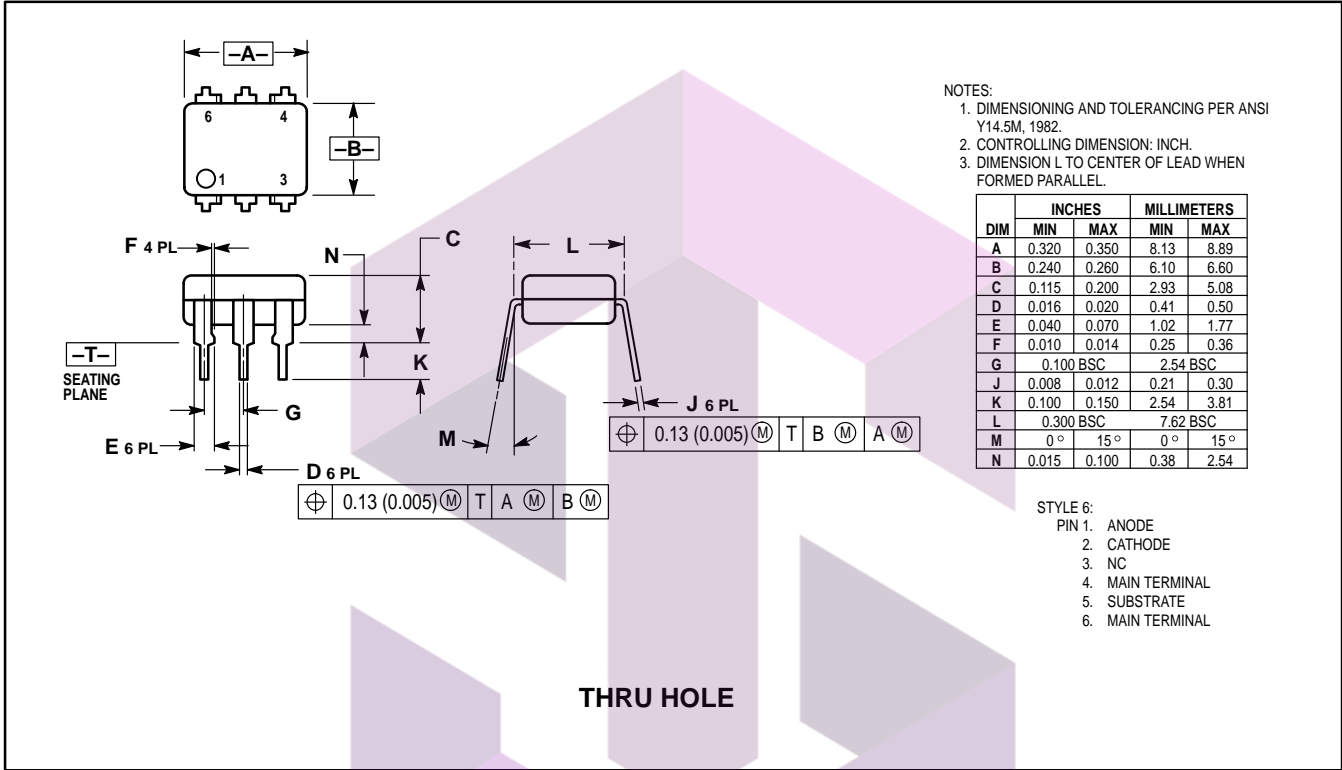 –A–
6 4
–B–
1 3
F 4 PL
N
C
L
–T–
SEATING
PLANE
K
G
M
J 6 PL
⌖ 0.13 (0.005) Ⓜ T B Ⓜ A Ⓜ
E 6 PL
D 6 PL
⌖ 0.13 (0.005) Ⓜ T A Ⓜ B Ⓜ
NOTES:
1. DIMENSIONING AND TOLERANCING PER ANSI
Y14.5M, 1982.
2. CONTROLLING DIMENSION: INCH.
3. DIMENSION L TO CENTER OF LEAD WHEN
FORMED PARALLEL.
INCHES MILLIMETERS
DIM MIN MAX MIN MAX
A 0.320 0.350 8.13 8.89
B 0.240 0.260 6.10 6.60
C 0.115 0.200 2.93 5.08
D 0.016 0.020 0.41 0.50
E 0.040 0.070 1.02 1.77
F 0.010 0.014 0.25 0.36
G 0.100 BSC 2.54 BSC
J 0.008 0.012 0.21 0.30
K 0.100 0.150 2.54 3.81
L 0.300 BSC 7.62 BSC
M 0° 15° 0° 15°
N 0.015 0.100 0.38 2.54
STYLE 6:
PIN 1. ANODE
2. CATHODE
3. NC
4. MAIN TERMINAL
5. SUBSTRATE
6. MAIN TERMINAL
THRU HOLE